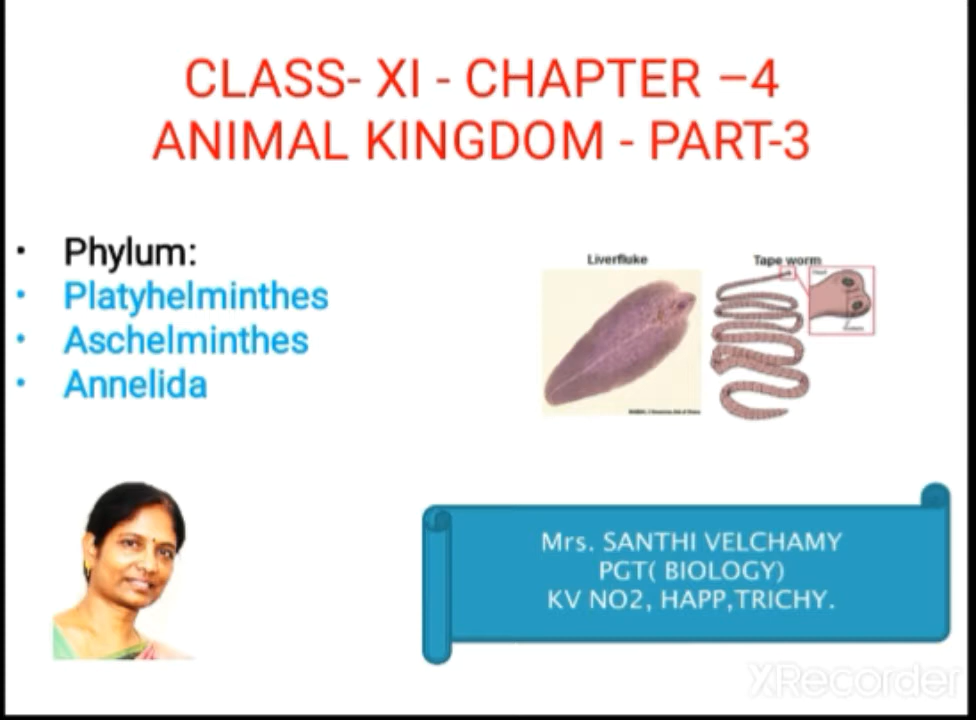 CLASS- XI - CHAPTER –4
ANIMAL KINGDOM - PART-3
• Phylum:
• Platyhelminthes
• Aschelminthes
• Annelida
Liverfluke
Tape worm
Mrs. SANTHI VELCHAMY
PGT( BIOLOGY)
KV NO2, HAPP,TRICHY.
XRecorder